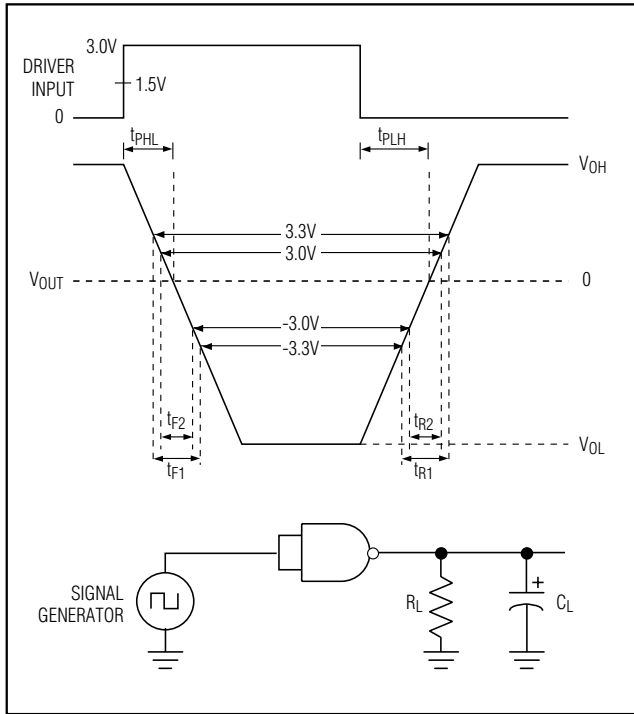 3.0V
DRIVER
INPUT
1.5V
0
tPHL
tPLH
VOH
3.3V
3.0V
VOUT
0
-3.0V
-3.3V
tF2
tR2
tF1
tR1
VOL
SIGNAL
GENERATOR
RL
+
CL